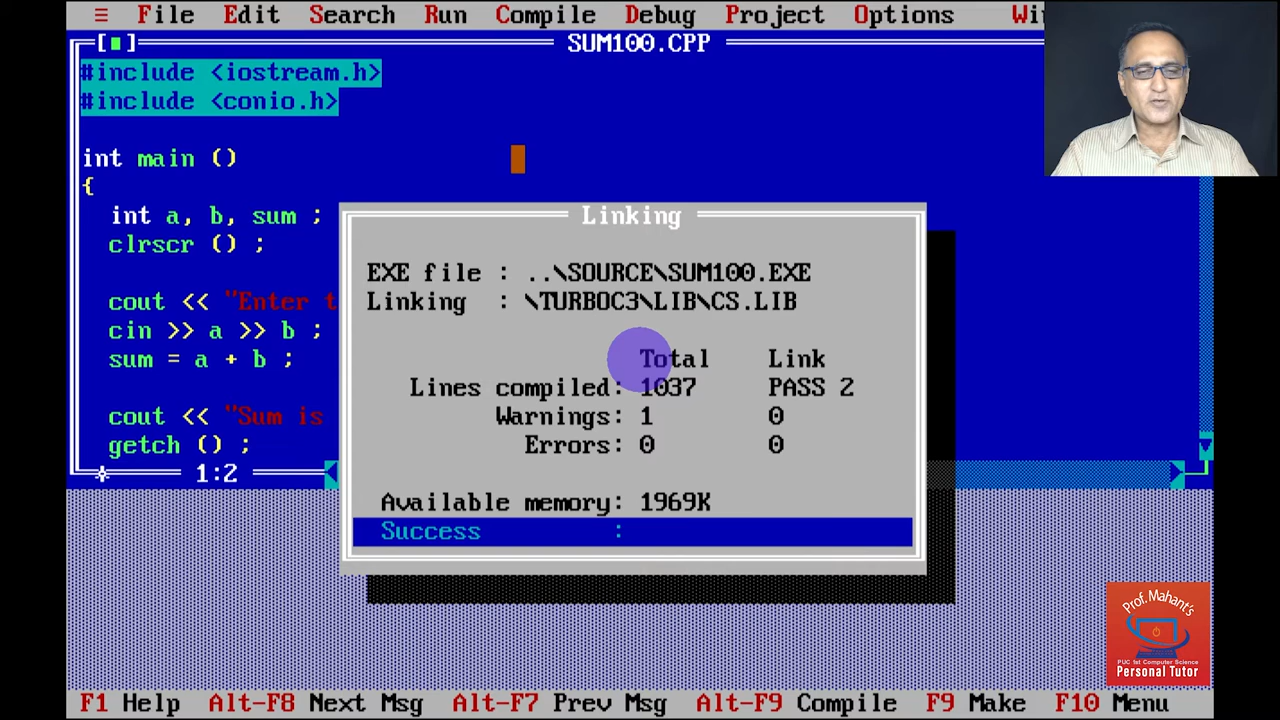 ≡ File Edit Search Run Compile Debug Project Options
[■] SUM100.CPP
#include <iostream.h>
#include <conio.h>
int main ()
{
int a, b, sum ;
clrscr () ;
cout << "Enter
cin >> a >> b ;
sum = a + b ;
cout << "Sum is
getch () ;
1:2
Linking
EXE file : ..\SOURCE\SUM100.EXE
Linking : \TURBOC3\LIB\CS.LIB
Total Link
Lines compiled: 1037 PASS 2
Warnings: 1 0
Errors: 0 0
Available memory: 1969K
Success :
Prof. Mahant's
PUC 1st Computer Science
Personal Tutor
F1 Help Alt-F8 Next Msg Alt-F7 Prev Msg Alt-F9 Compile F9 Make F10 Menu